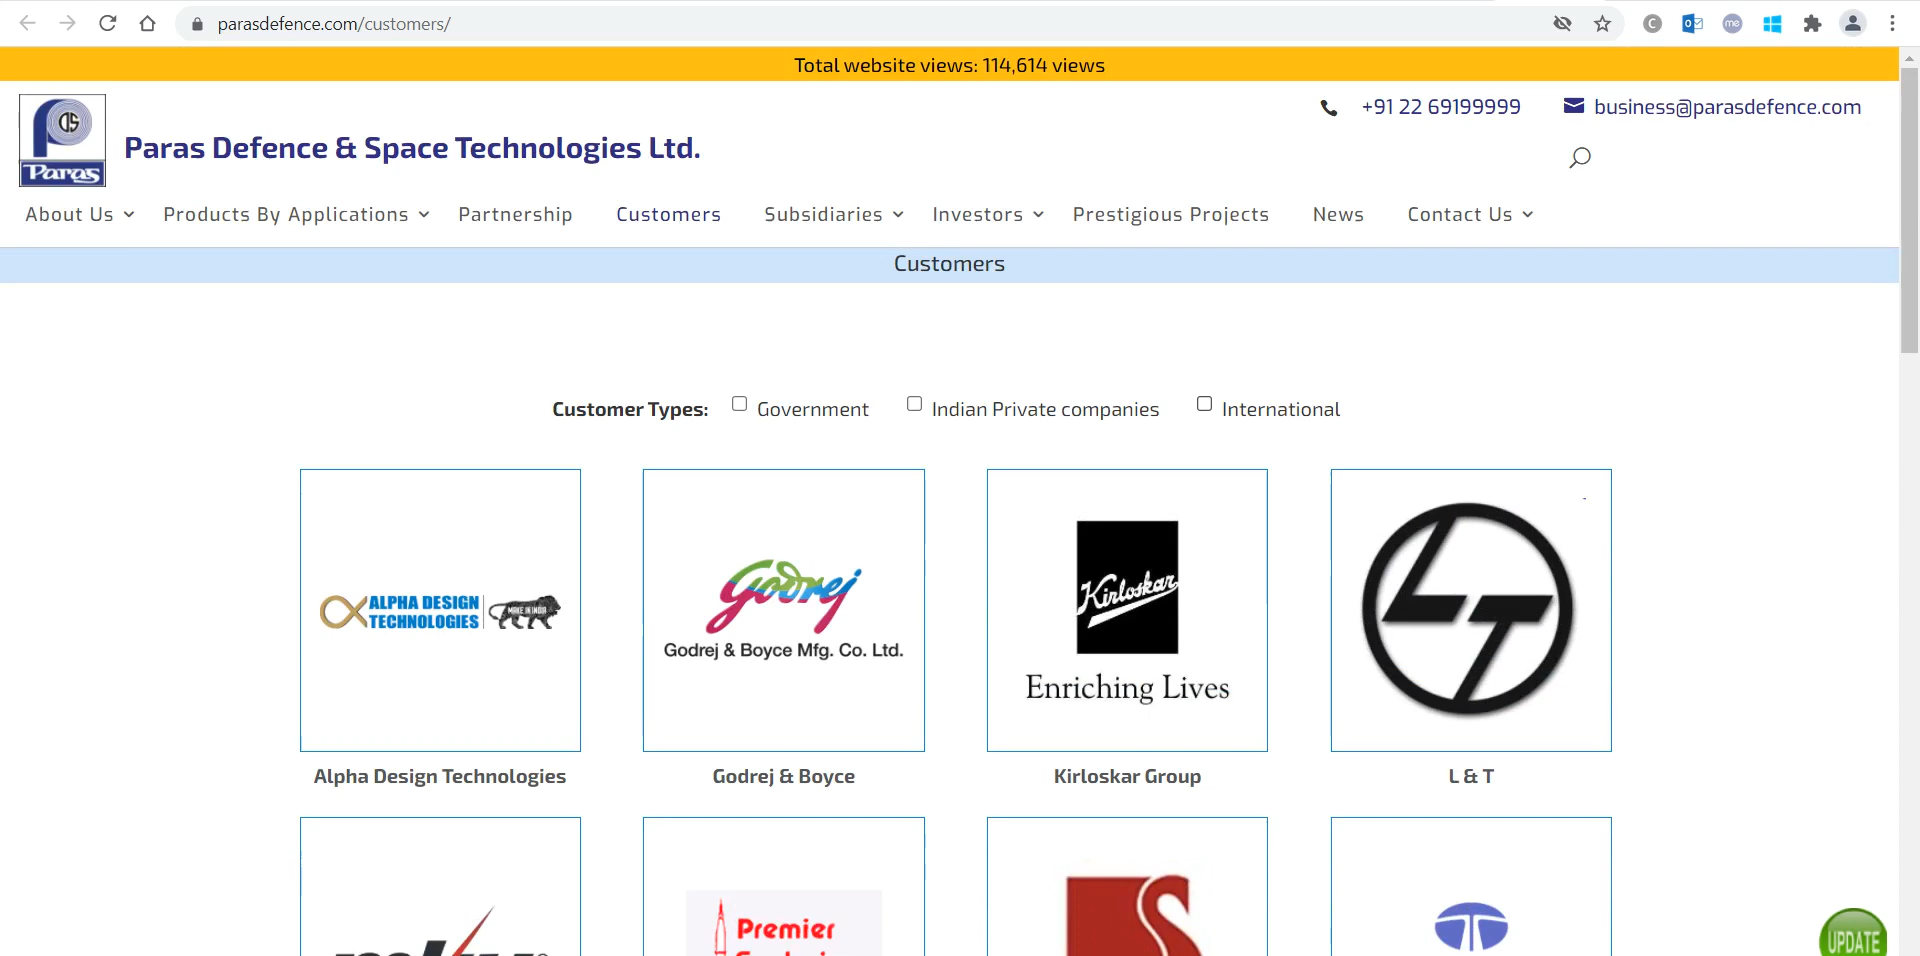 parasdefence.com/customers/
Total website views: 114,614 views
+91 22 69199999
business@parasdefence.com
Paras
Paras Defence & Space Technologies Ltd.
About Us
Products By Applications
Partnership
Customers
Subsidiaries
Investors
Prestigious Projects
News
Contact Us
Customers
Customer Types:
Government
Indian Private companies
International
ALPHA DESIGN
TECHNOLOGIES
MAKE IN INDIA
Godrej
Godrej & Boyce Mfg. Co. Ltd.
Kirloskar
Enriching Lives
LT
Alpha Design Technologies
Godrej & Boyce
Kirloskar Group
L & T
Premier
UPDATE